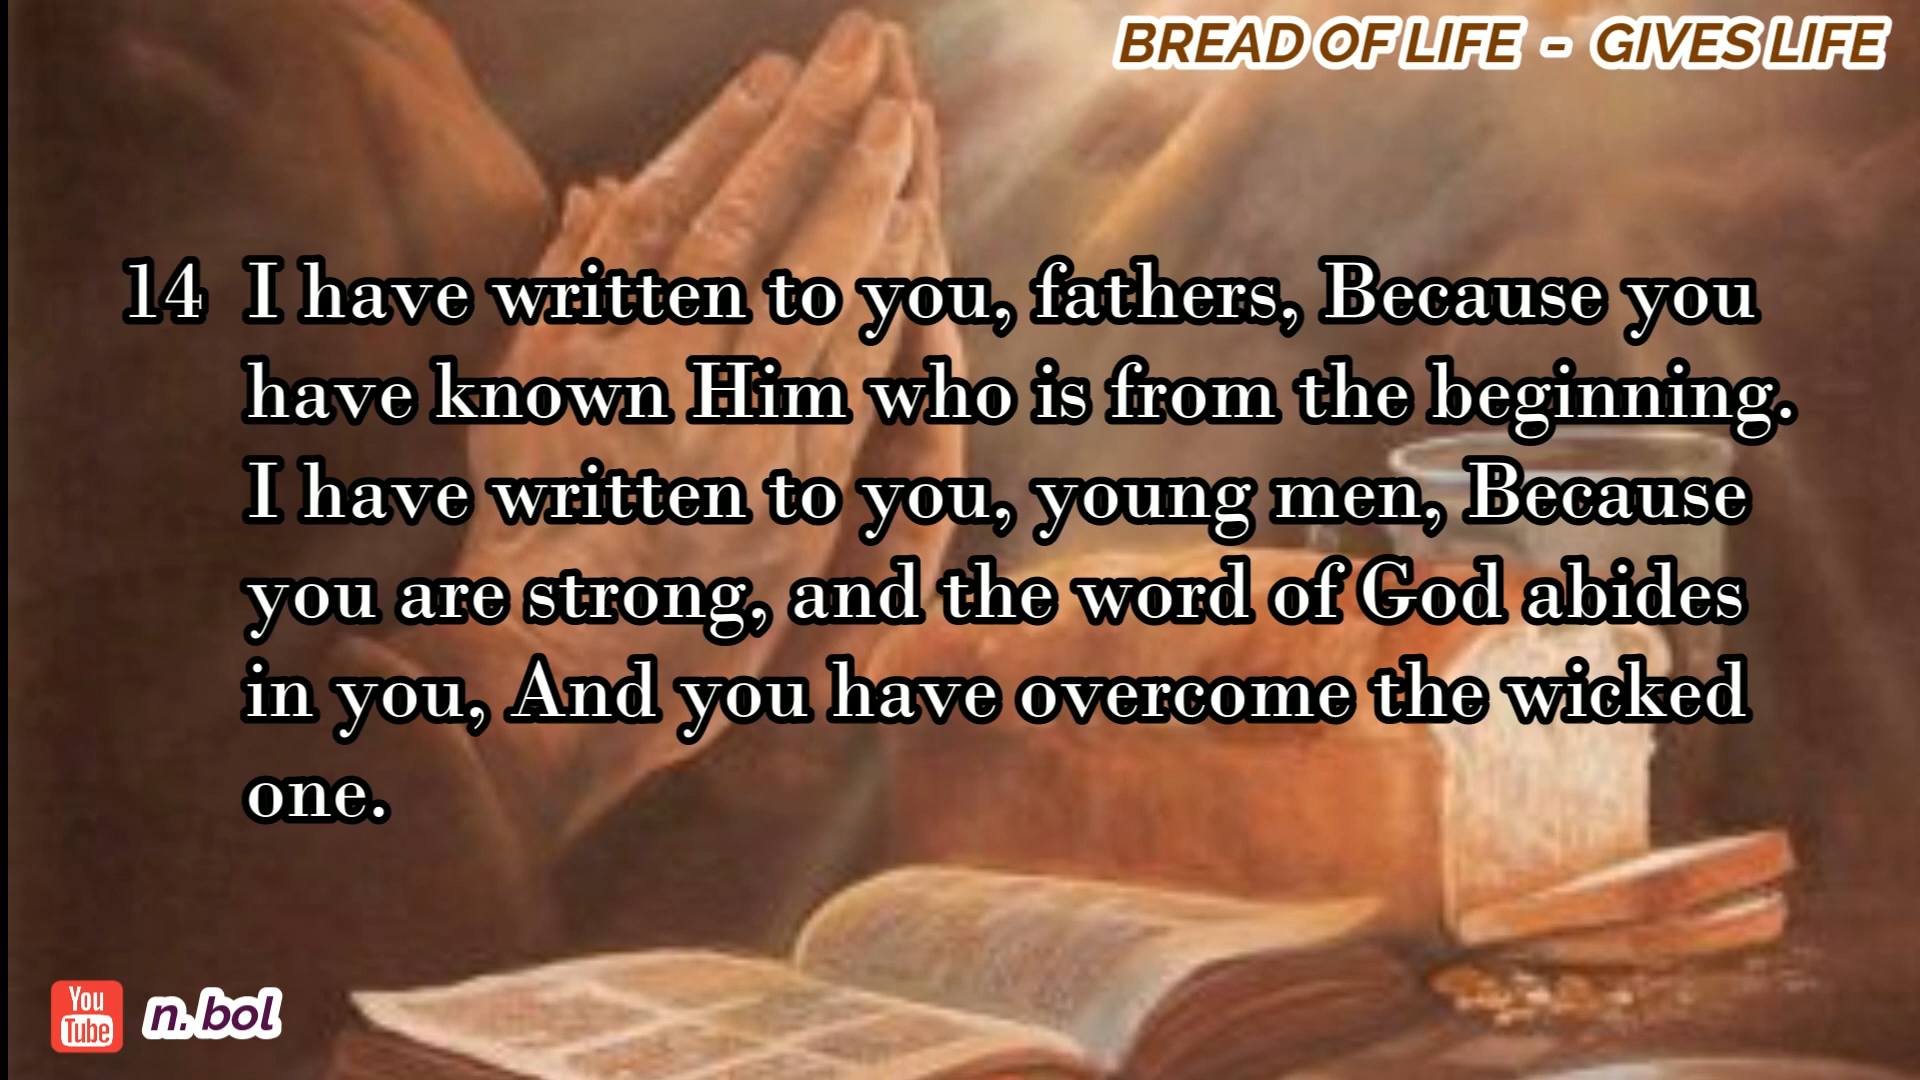 BREAD OF LIFE - GIVES LIFE
14 I have written to you, fathers, Because you
have known Him who is from the beginning.
I have written to you, young men, Because
you are strong, and the word of God abides
in you, And you have overcome the wicked
one.
You
Tube
n. bol